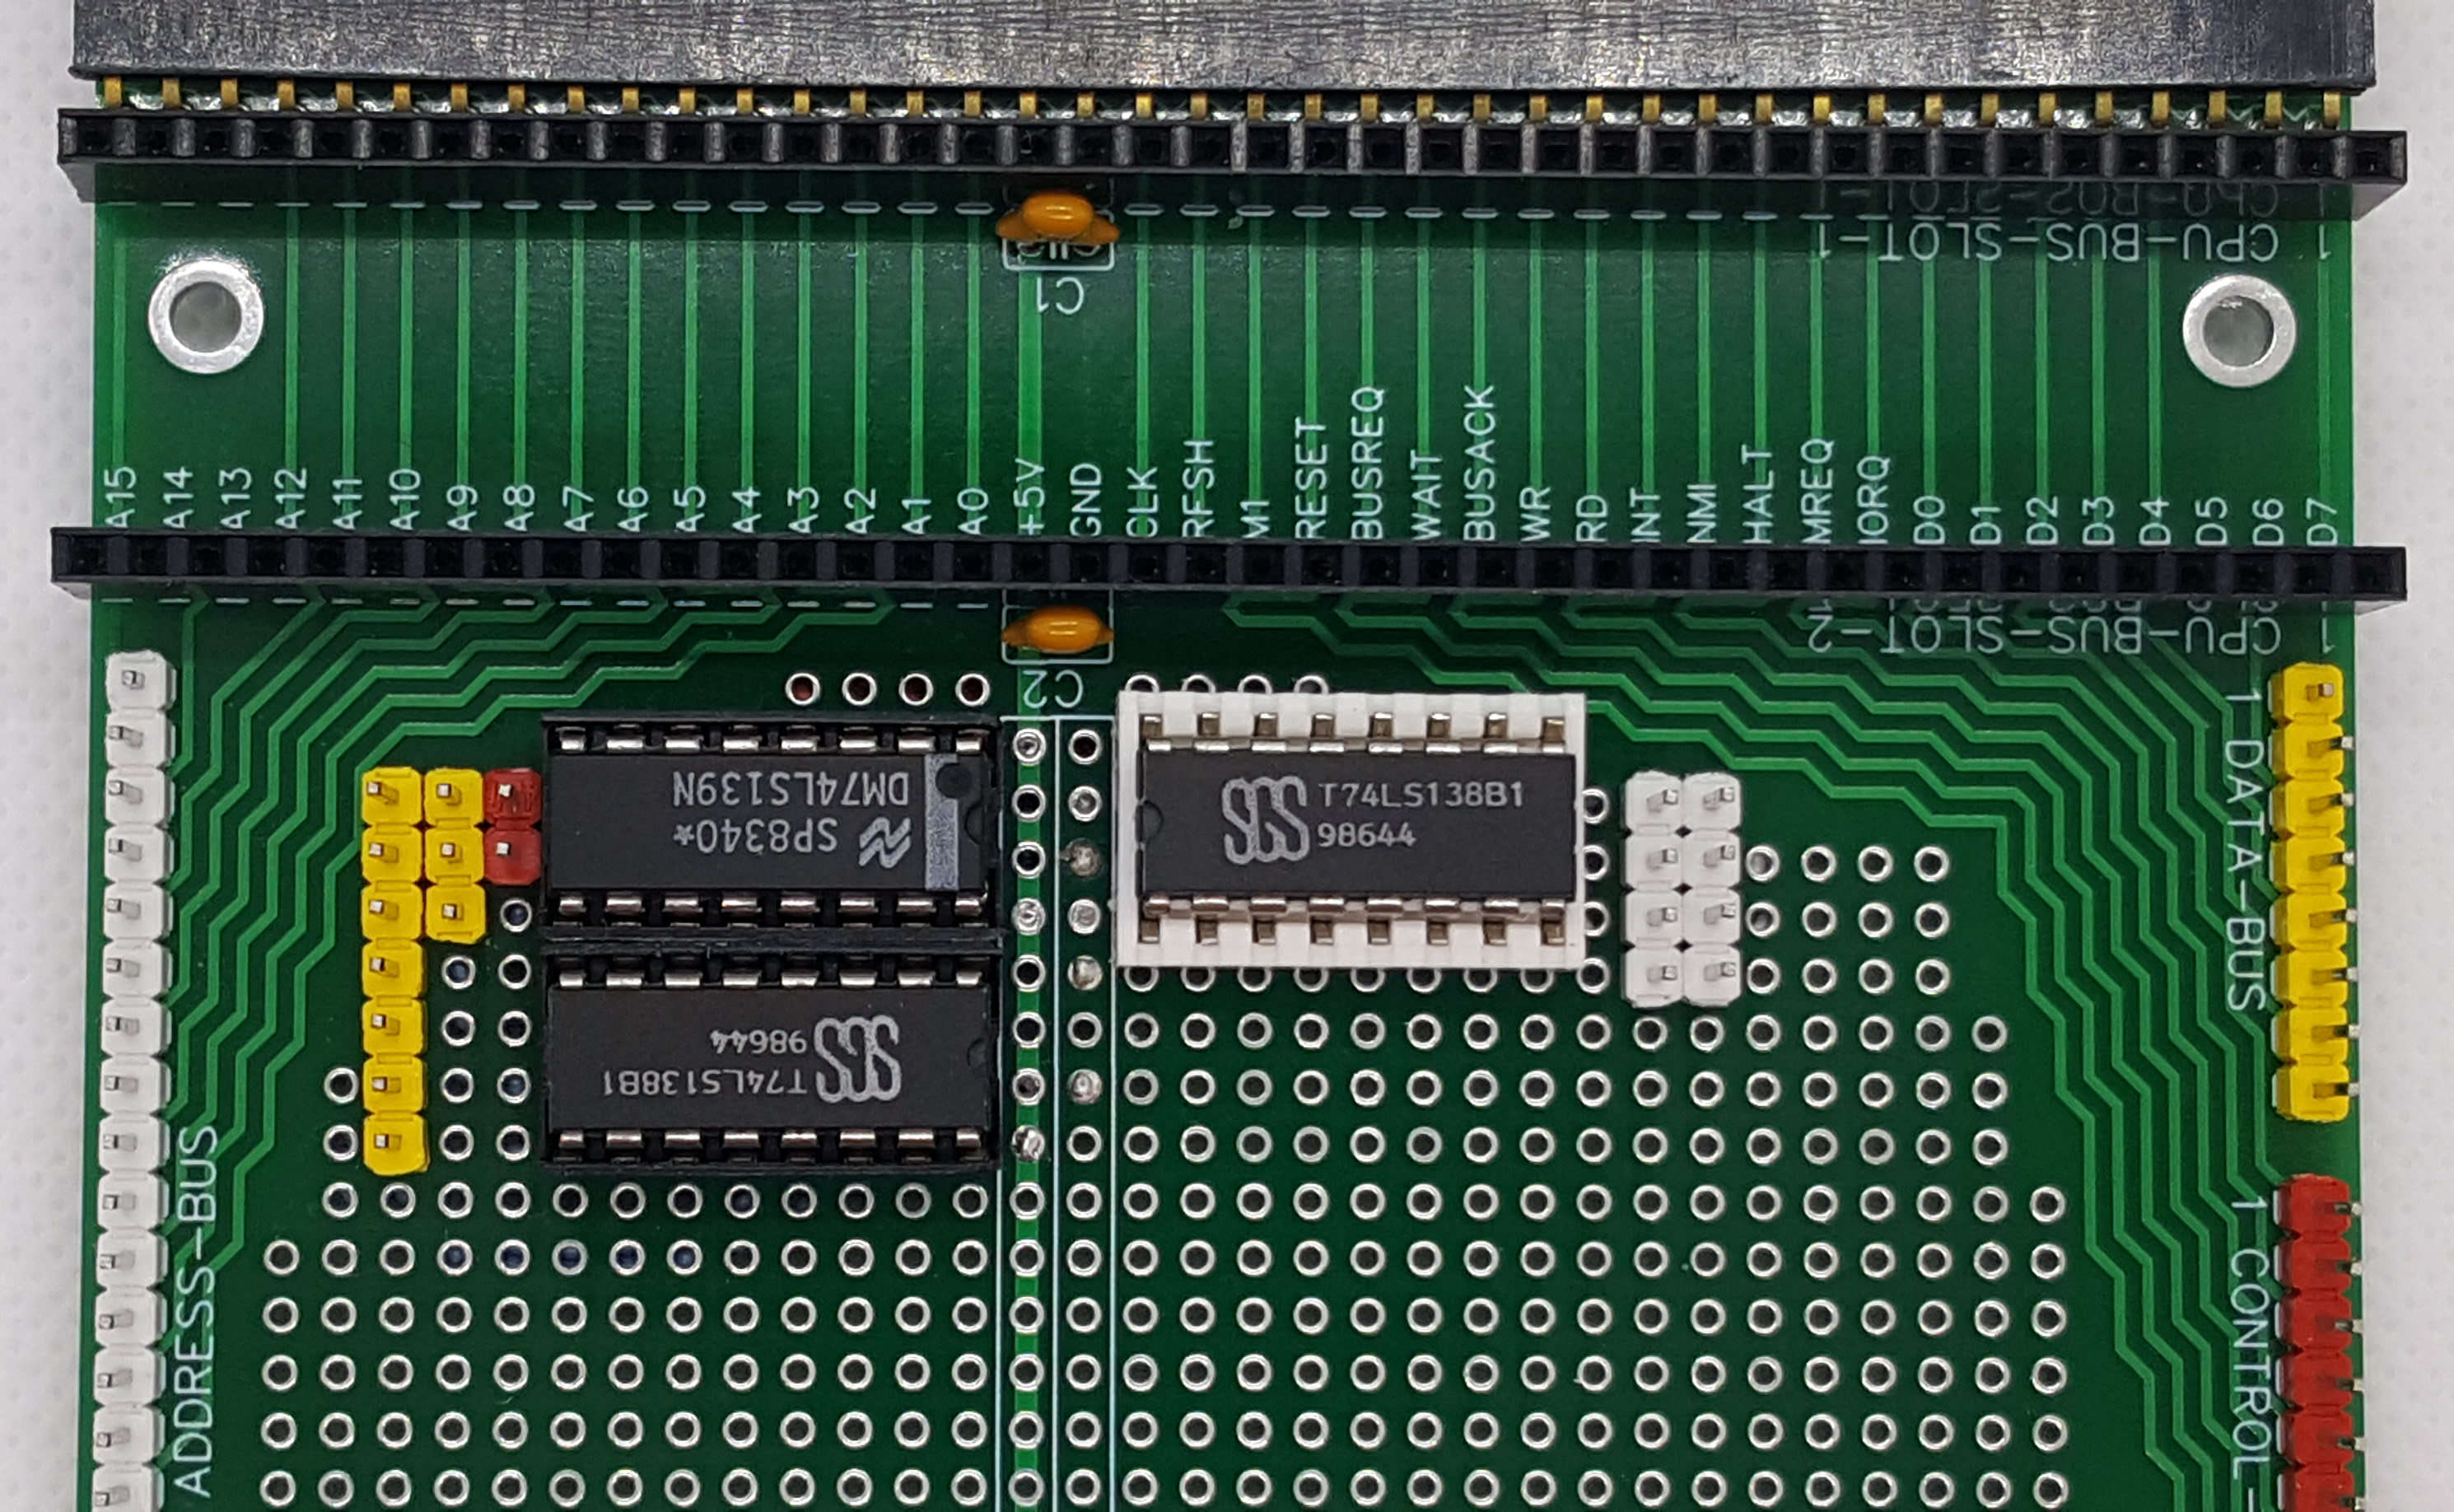 CPU-BUS-SLOT-1
1
C1
A15
A14
A13
A12
A11
A10
A9
A8
A7
A6
A5
A4
A3
A2
A1
A0
+5V
GND
CLK
RFSH
M1
RESET
BUSREQ
WAIT
BUSACK
WR
RD
INT
NMI
HALT
MREQ
IORQ
D0
D1
D2
D3
D4
D5
D6
D7
CPU-BUS-SLOT-2
1
C2
SP8340*
DM74LS139N
SGS
T74LS138B1
98644
SGS
T74LS138B1
98644
ADDRESS-BUS
1 DATA-BUS
1 CONTROL-